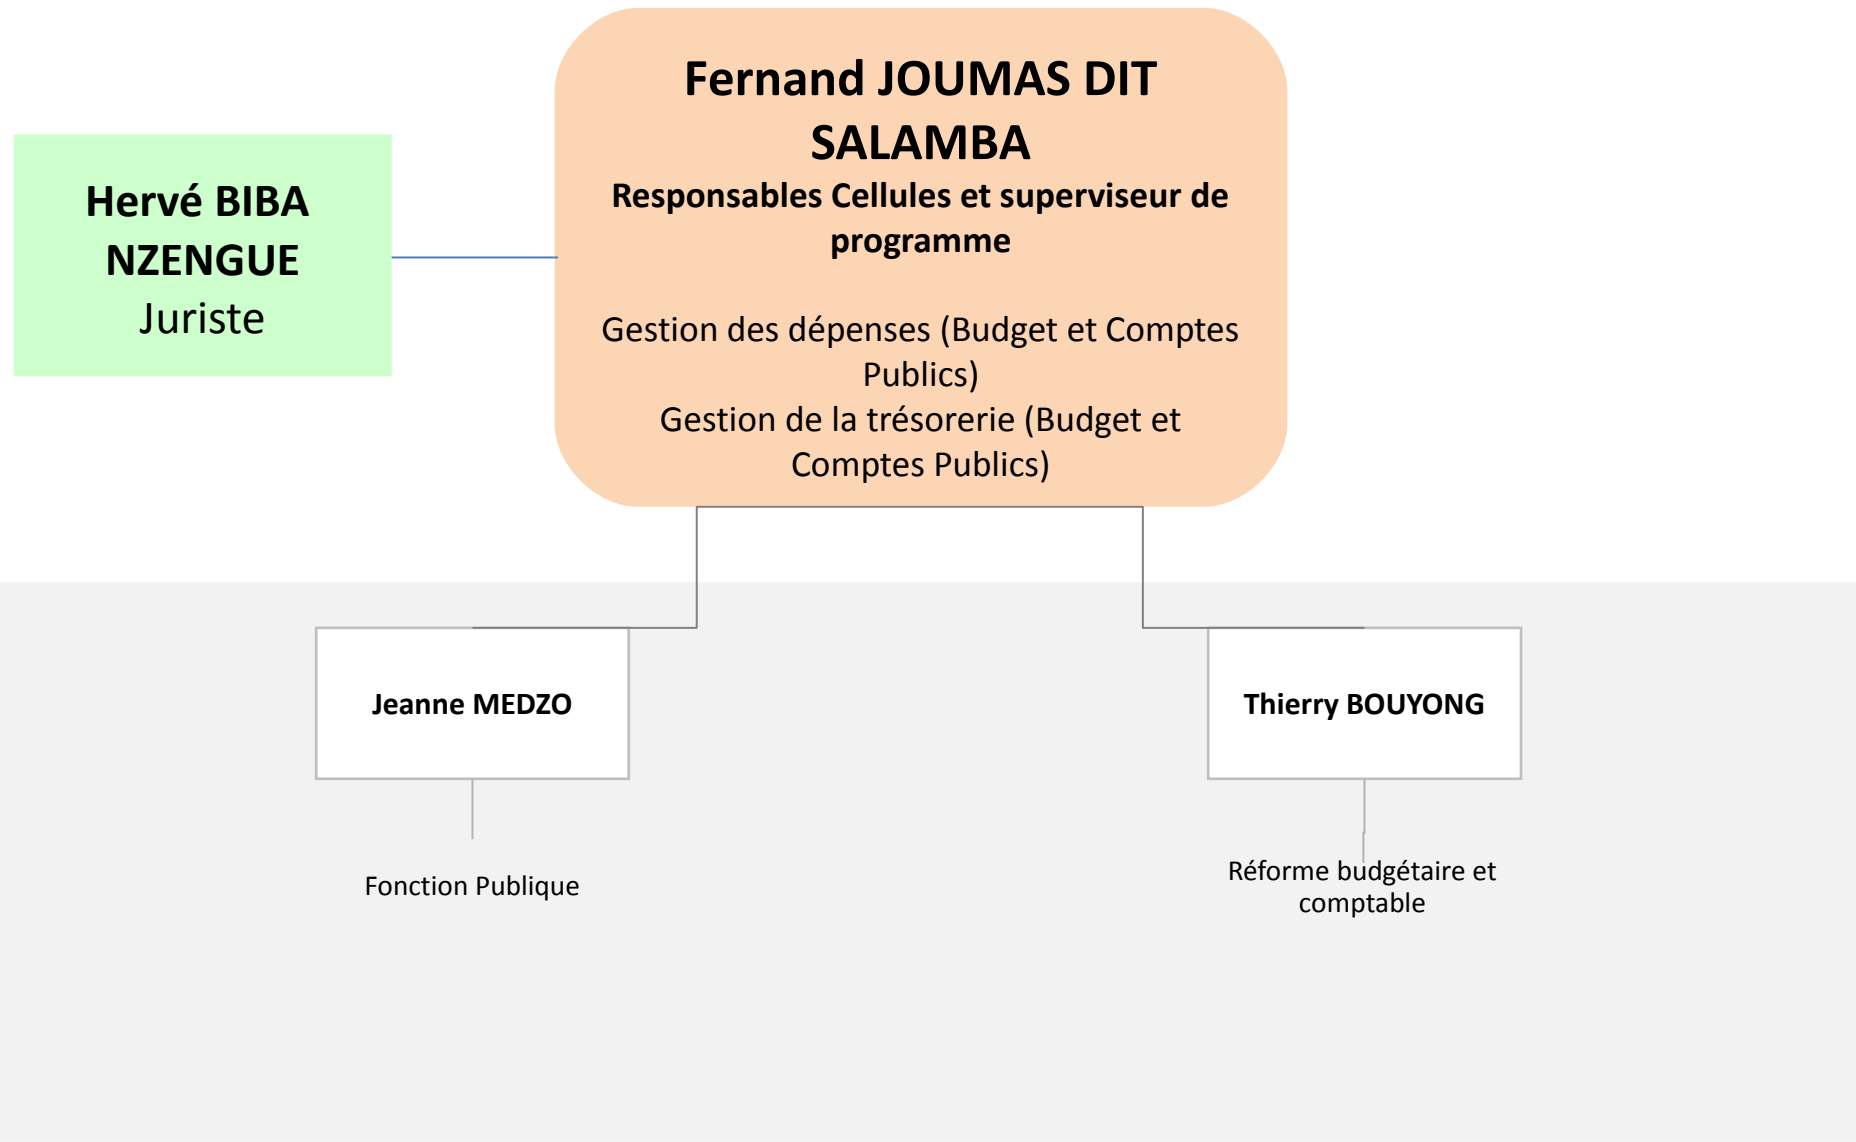 Fernand JOUMAS DIT
SALAMBA
Responsables Cellules et superviseur de
programme
Gestion des dépenses (Budget et Comptes
Publics)
Gestion de la trésorerie (Budget et
Comptes Publics)
Hervé BIBA
NZENGUE
Juriste
Jeanne MEDZO
Thierry BOUYONG
Fonction Publique
Réforme budgétaire et
comptable